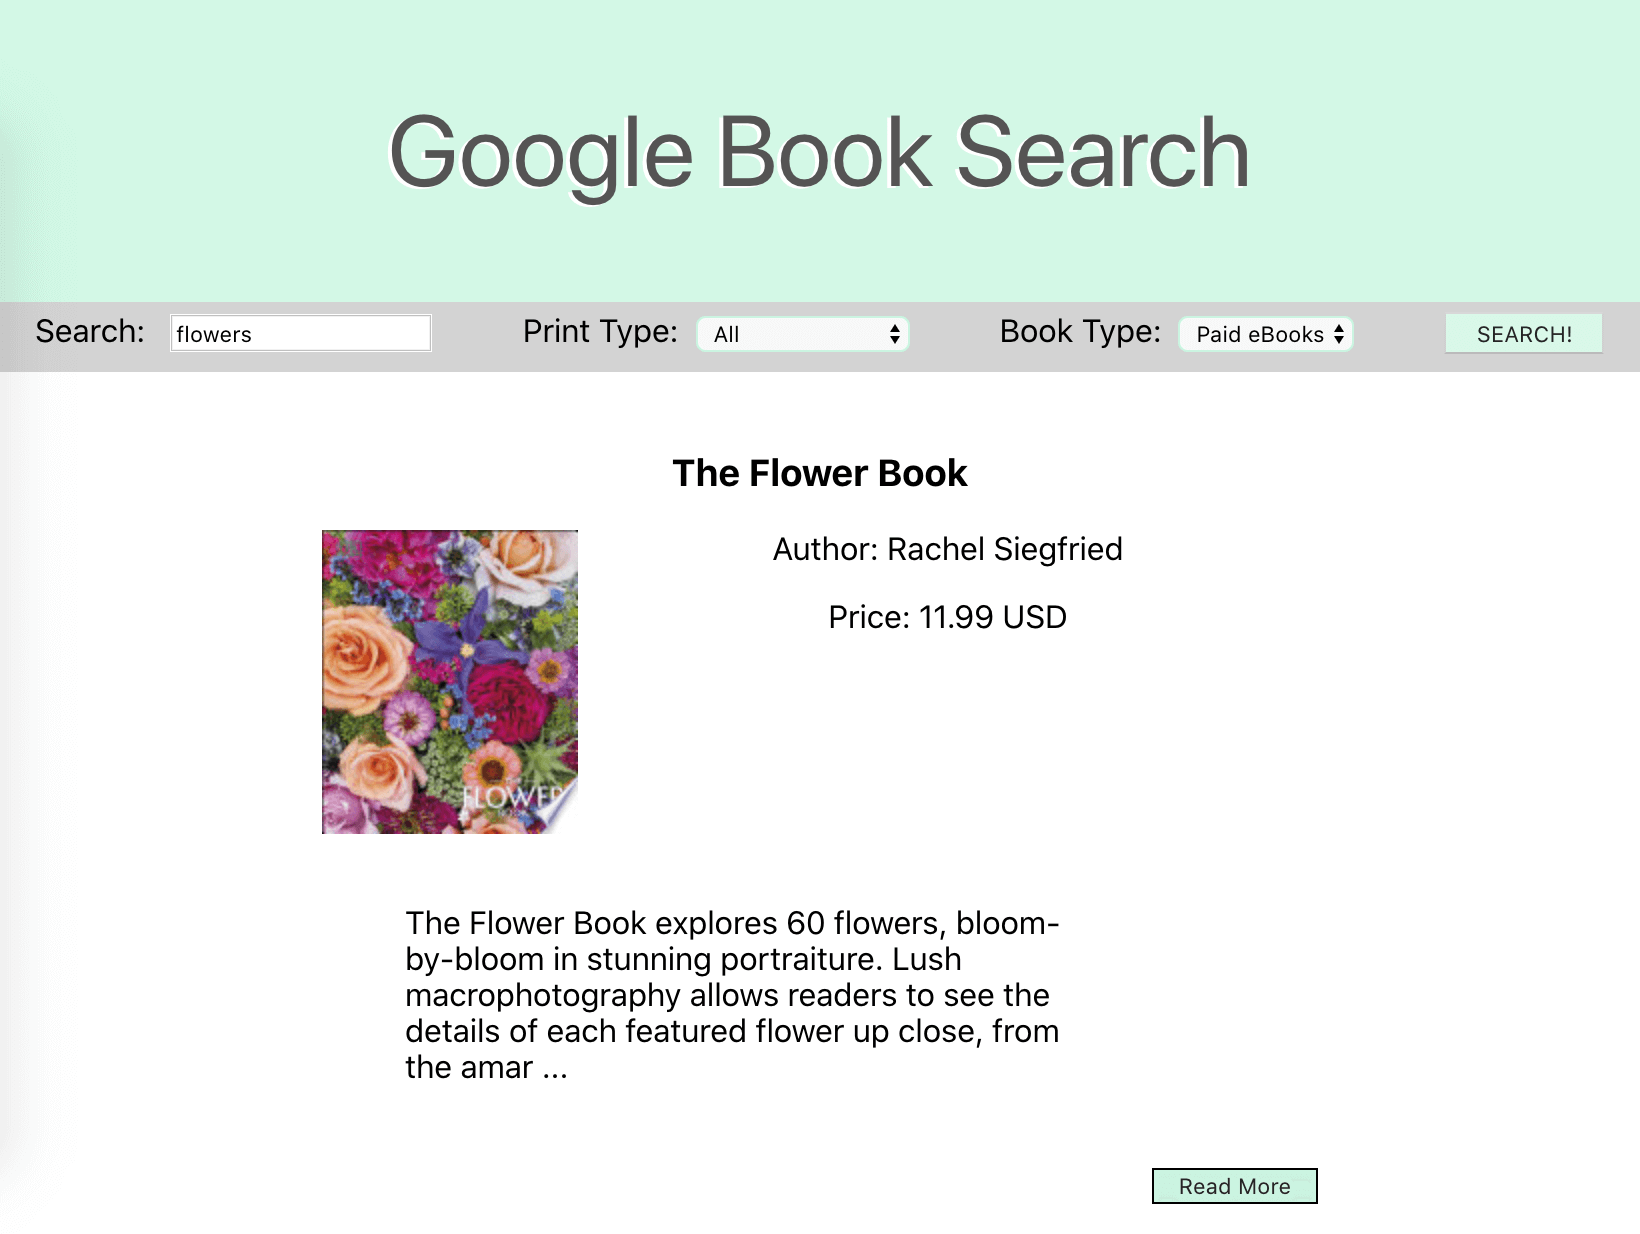 Google Book Search
Search: flowers Print Type: All Book Type: Paid eBooks SEARCH!
The Flower Book
Author: Rachel Siegfried
Price: 11.99 USD
FLOWER
The Flower Book explores 60 flowers, bloom-
by-bloom in stunning portraiture. Lush
macrophotography allows readers to see the
details of each featured flower up close, from
the amar ...
Read More